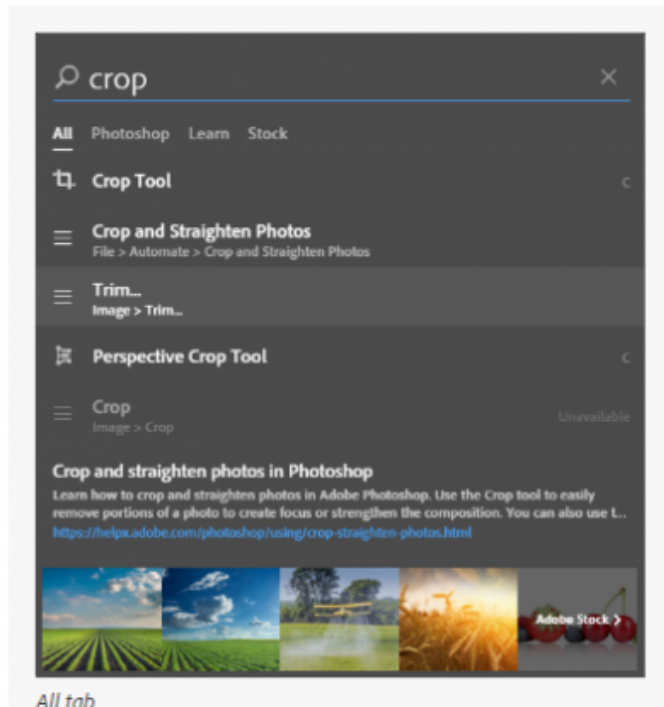 crop
All Photoshop Learn Stock
Crop Tool C
Crop and Straighten Photos
File > Automate > Crop and Straighten Photos
Trim...
Image > Trim...
Perspective Crop Tool C
Crop
Image > Crop
Unavailable
Crop and straighten photos in Photoshop
Learn how to crop and straighten photos in Adobe Photoshop. Use the Crop tool to easily
remove portions of a photo to create focus or strengthen the composition. You can also use t...
https://helpx.adobe.com/photoshop/using/crop-straighten-photos.html
Adobe Stock >
All tab